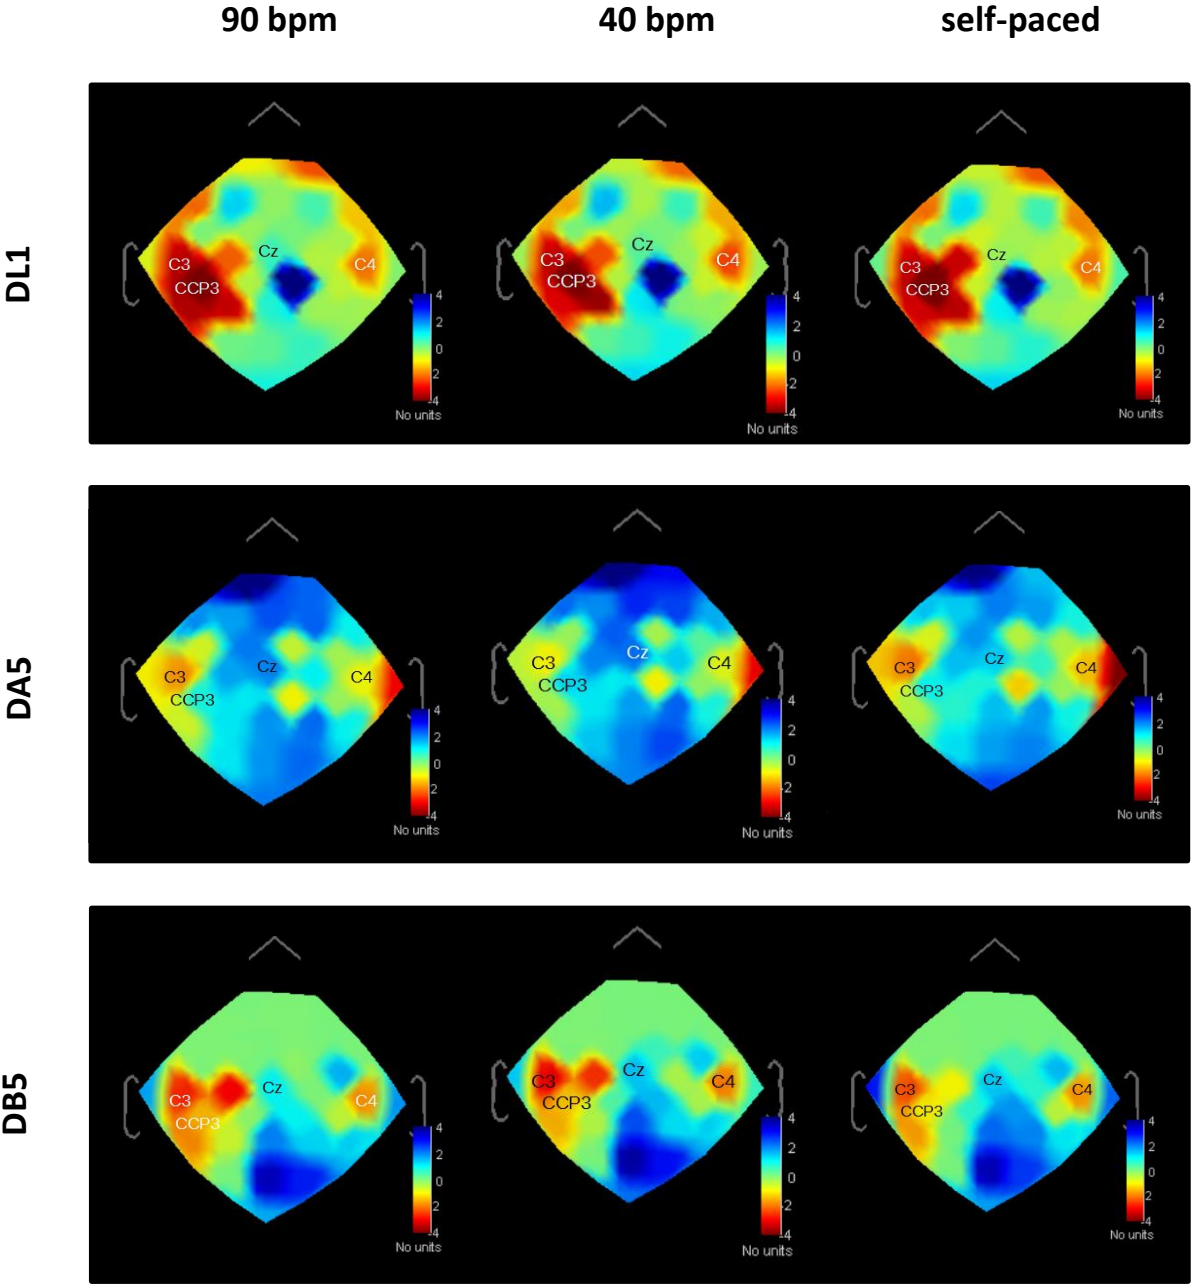 90 bpm
40 bpm
self-paced
DL1
C3
CCP3
Cz
C4
4
2
0
-2
-4
No units
C3
CCP3
Cz
C4
4
2
0
-2
-4
No units
C3
CCP3
Cz
C4
4
2
0
-2
-4
No units
DA5
C3
CCP3
Cz
C4
4
2
0
-2
-4
No units
C3
CCP3
Cz
C4
4
2
0
-2
-4
No units
C3
CCP3
Cz
C4
4
2
0
-2
-4
No units
DB5
C3
CCP3
Cz
C4
4
2
0
-2
-4
No units
C3
CCP3
Cz
C4
4
2
0
-2
-4
No units
C3
CCP3
Cz
C4
4
2
0
-2
-4
No units